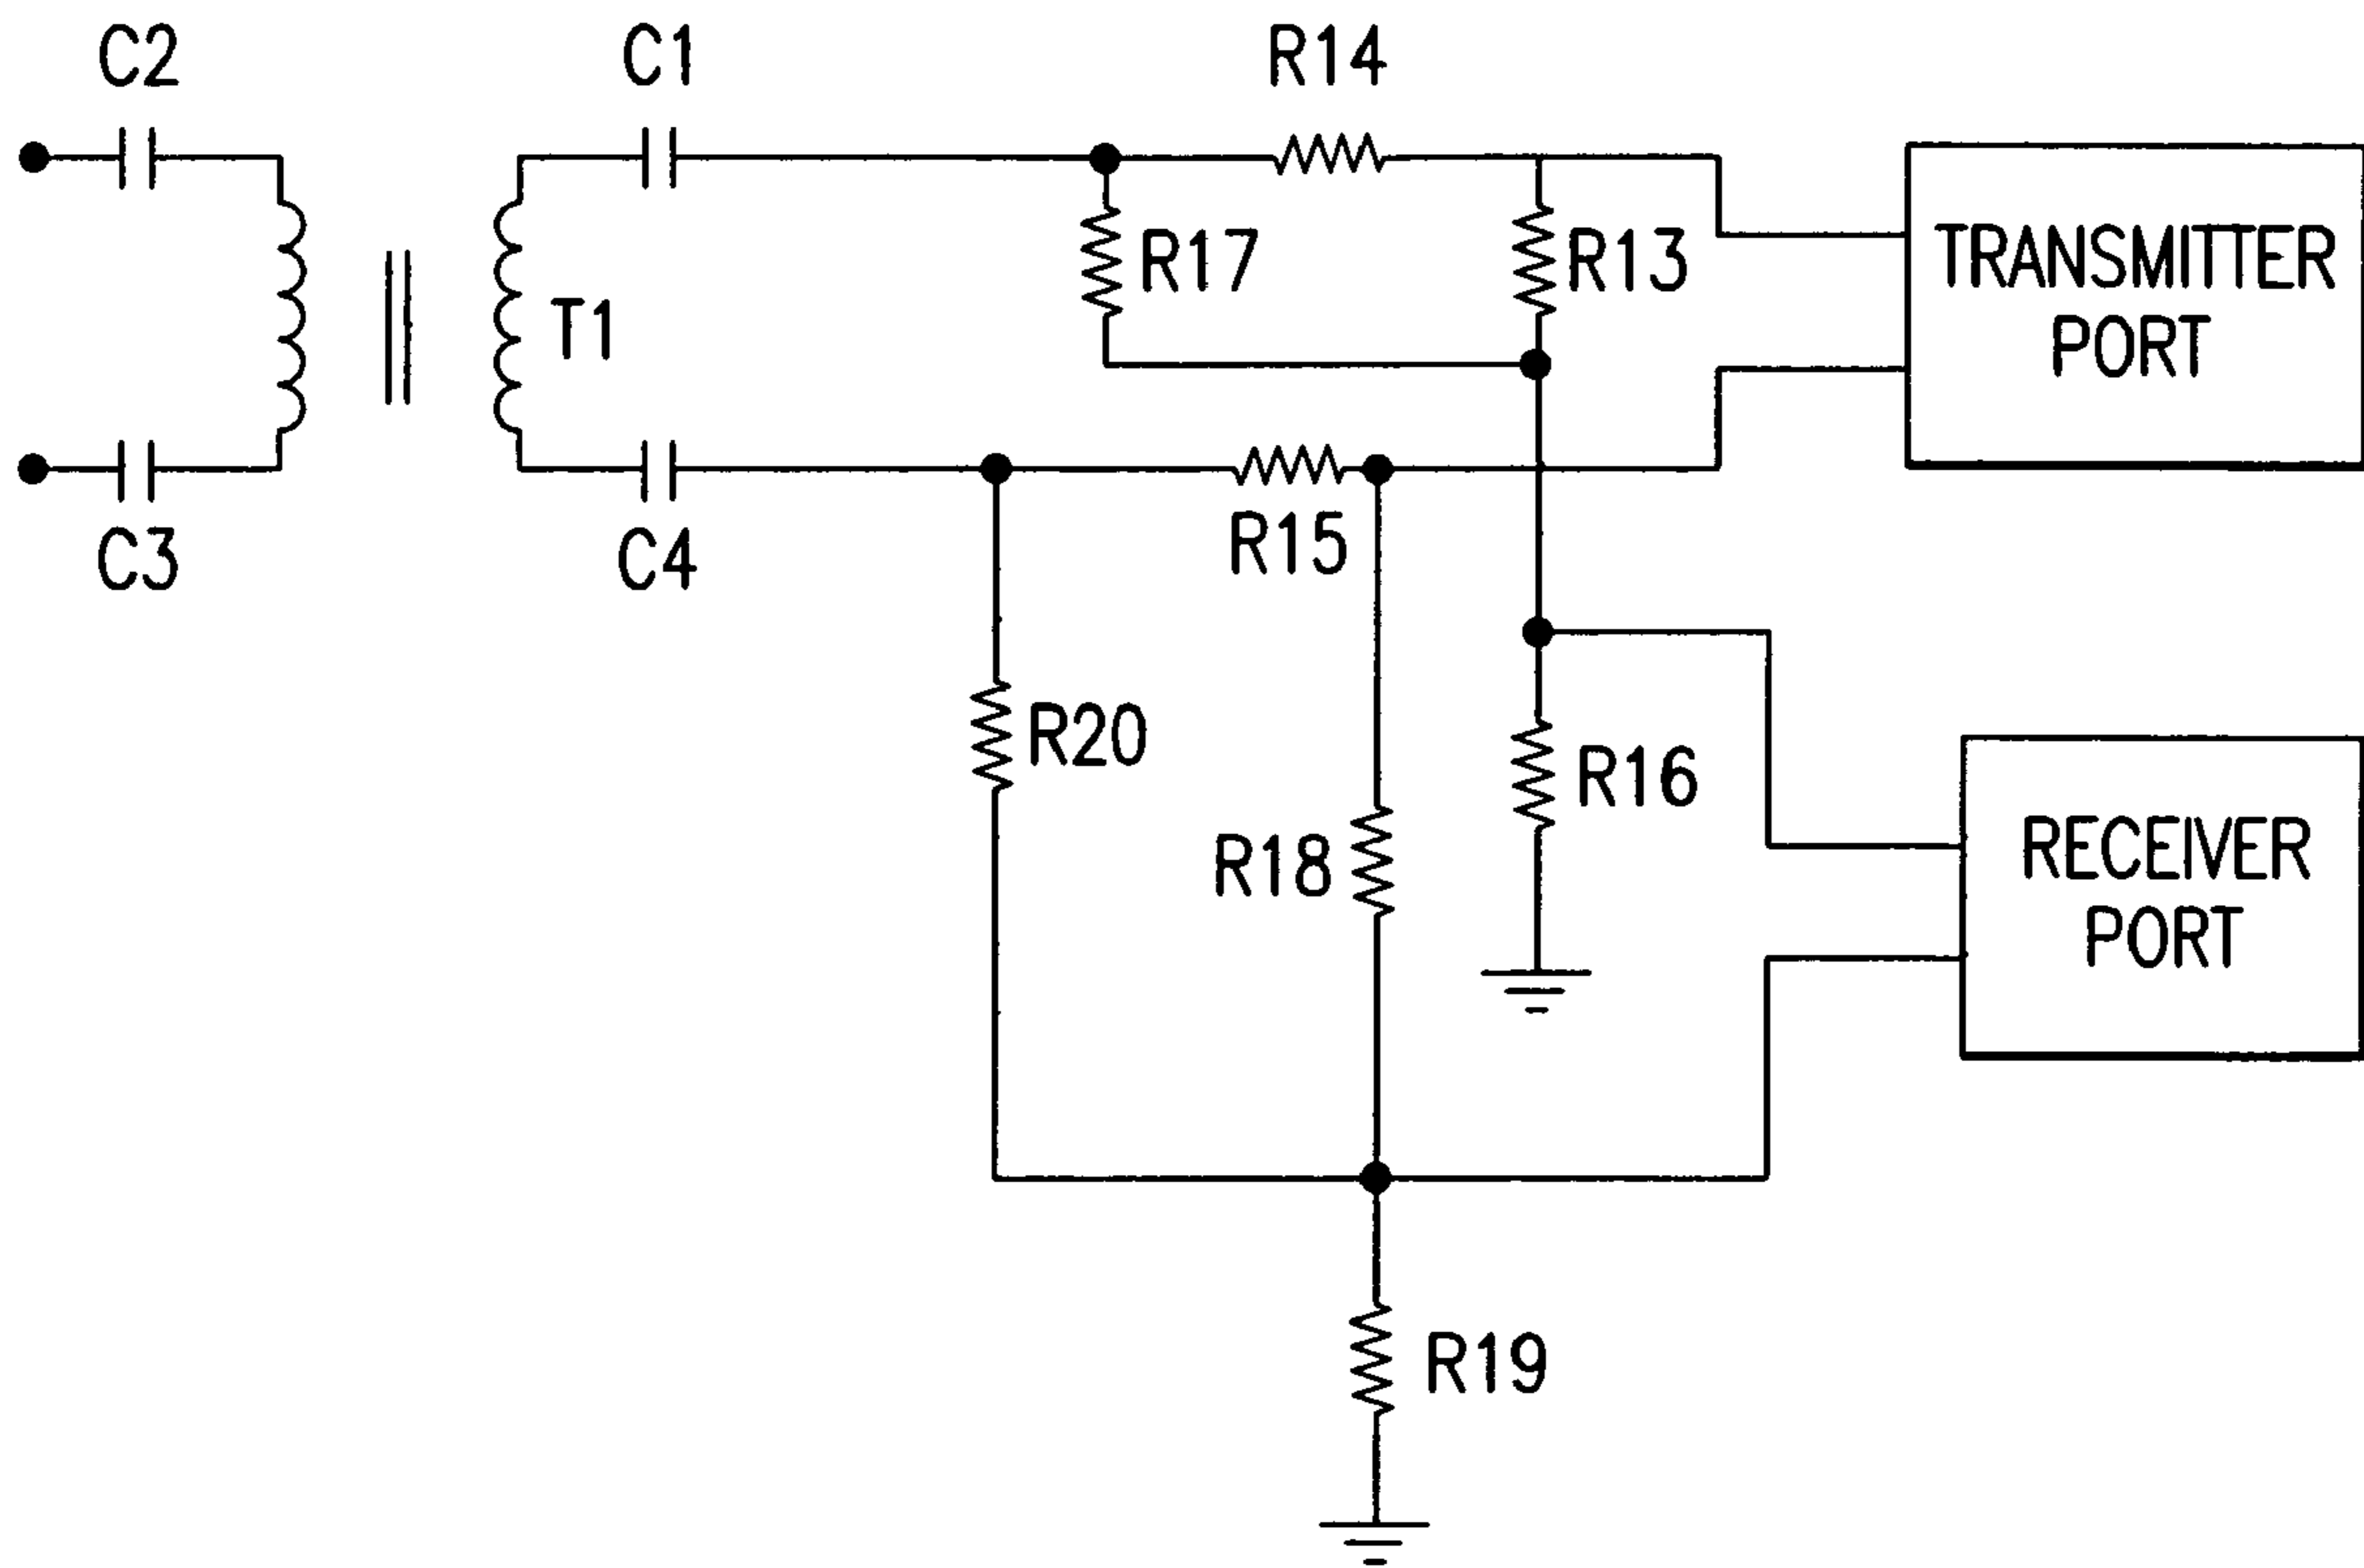 C2
C1
R14
R17
R13
TRANSMITTER
PORT
T1
C3
C4
R15
R20
R16
R18
RECEIVER
PORT
R19